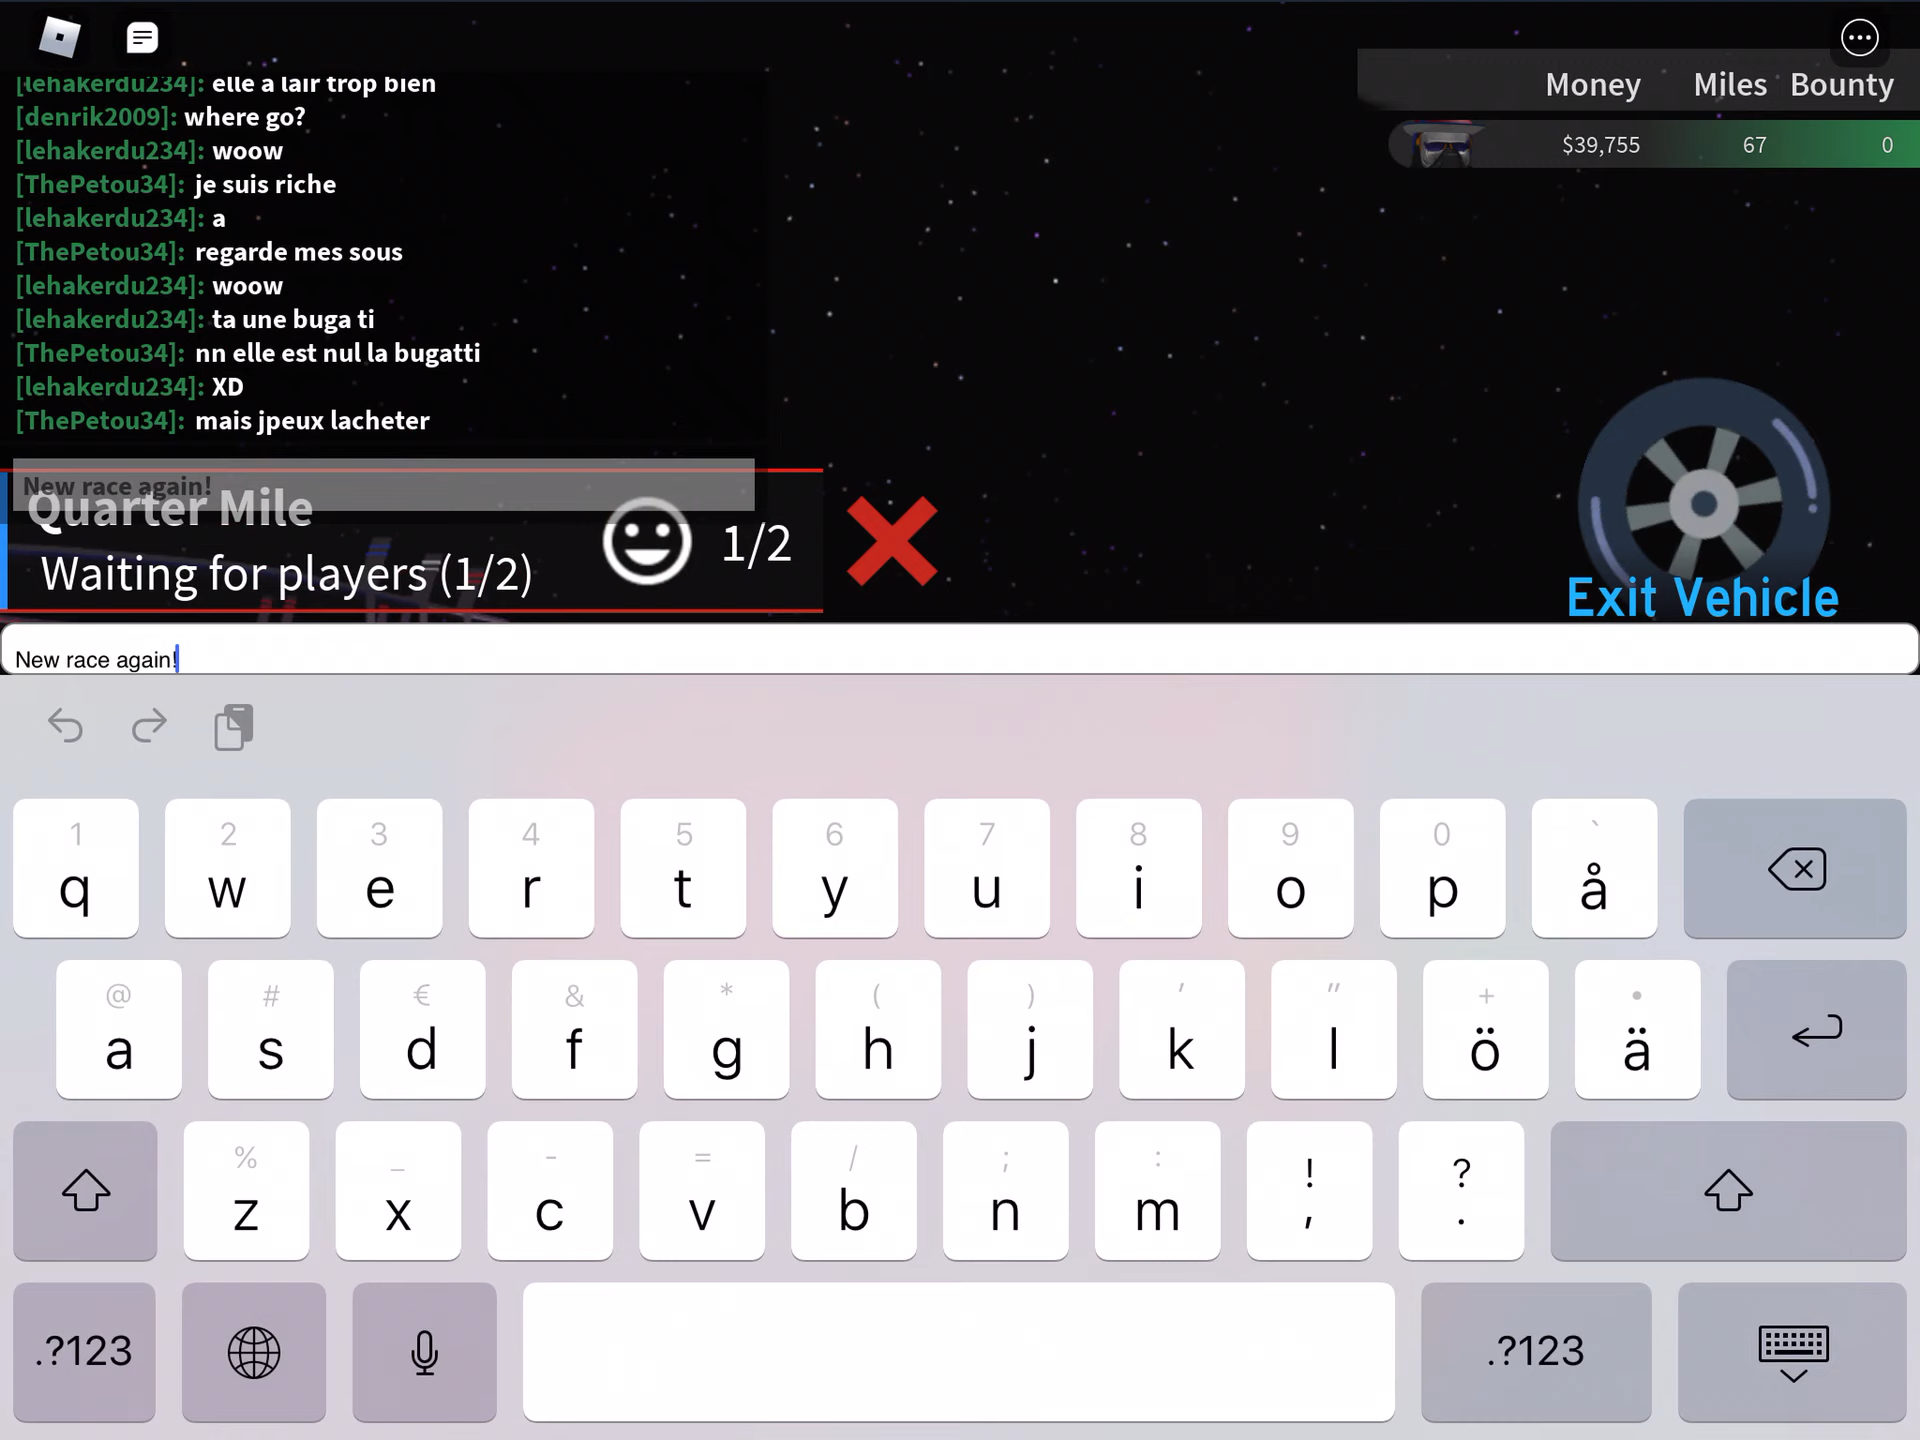 [lehakerdu234]: elle a lair trop bien
[denrik2009]: where go?
[lehakerdu234]: woow
[ThePetou34]: je suis riche
[lehakerdu234]: a
[ThePetou34]: regarde mes sous
[lehakerdu234]: woow
[lehakerdu234]: ta une buga ti
[ThePetou34]: nn elle est nul la bugatti
[lehakerdu234]: XD
[ThePetou34]: mais jpeux lacheter
Money Miles Bounty
$39,755 67 0
New race again!
Quarter Mile
Waiting for players (1/2)
1/2
Exit Vehicle
New race again!
1 2 3 4 5 6 7 8 9 0 `
q w e r t y u i o p å
@ # € & * ( ) ' " + •
a s d f g h j k l ö ä
% _ - = / ; : ! ?
z x c v b n m , .
.?123 .?123